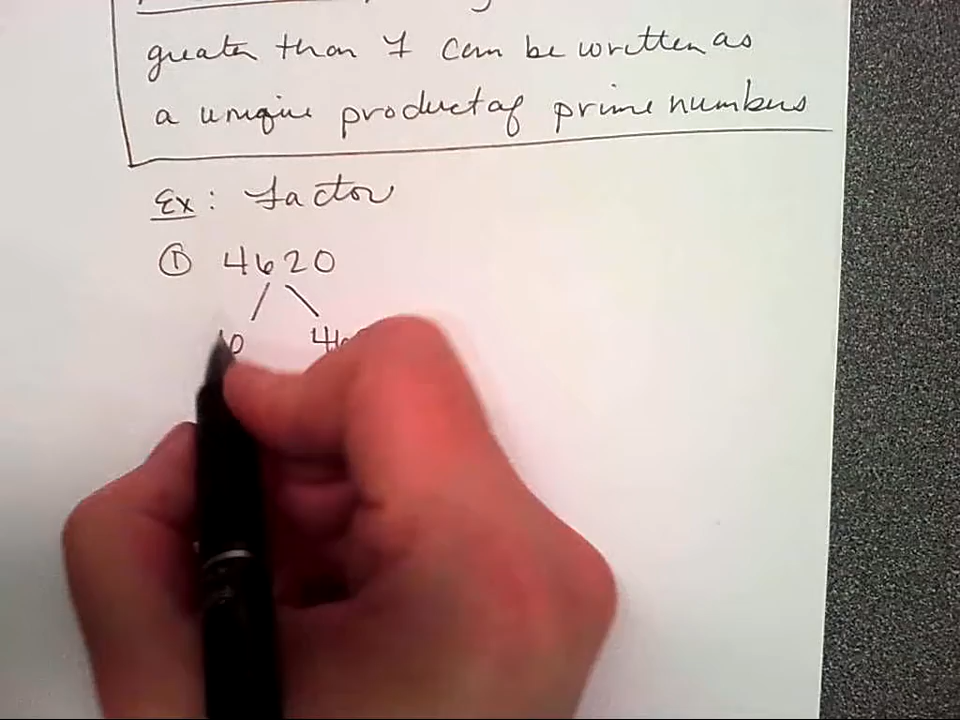 greater than 1 can be written as
a unique product of prime numbers
Ex: Factor
① 4620